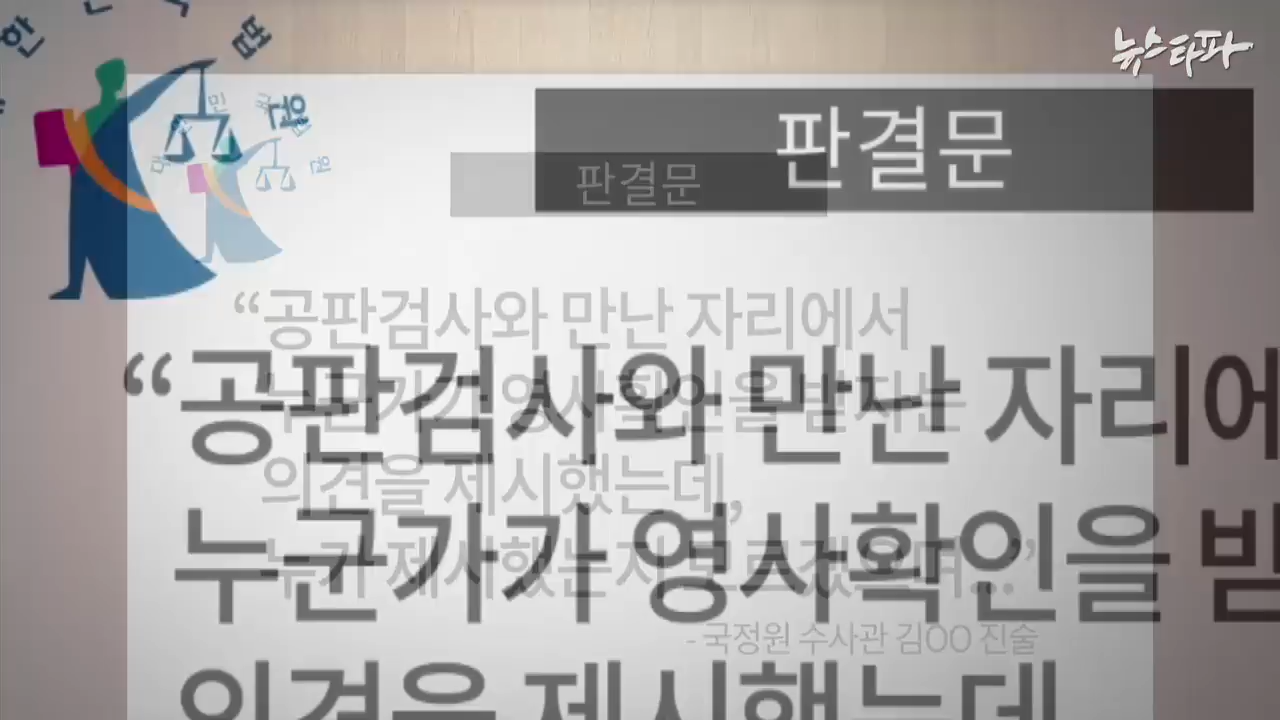 뉴스타파
판결문
판결문
“공판검사와 만난 자리에서
누군가가 영사확인을 받자는
의견을 제시했는데,
누가 제시했는지 모르겠으며...”
- 국정원 수사관 김OO 진술
“공판검사와 만난 자리에
누군가가 영사확인을 받
의견을 제시했는데